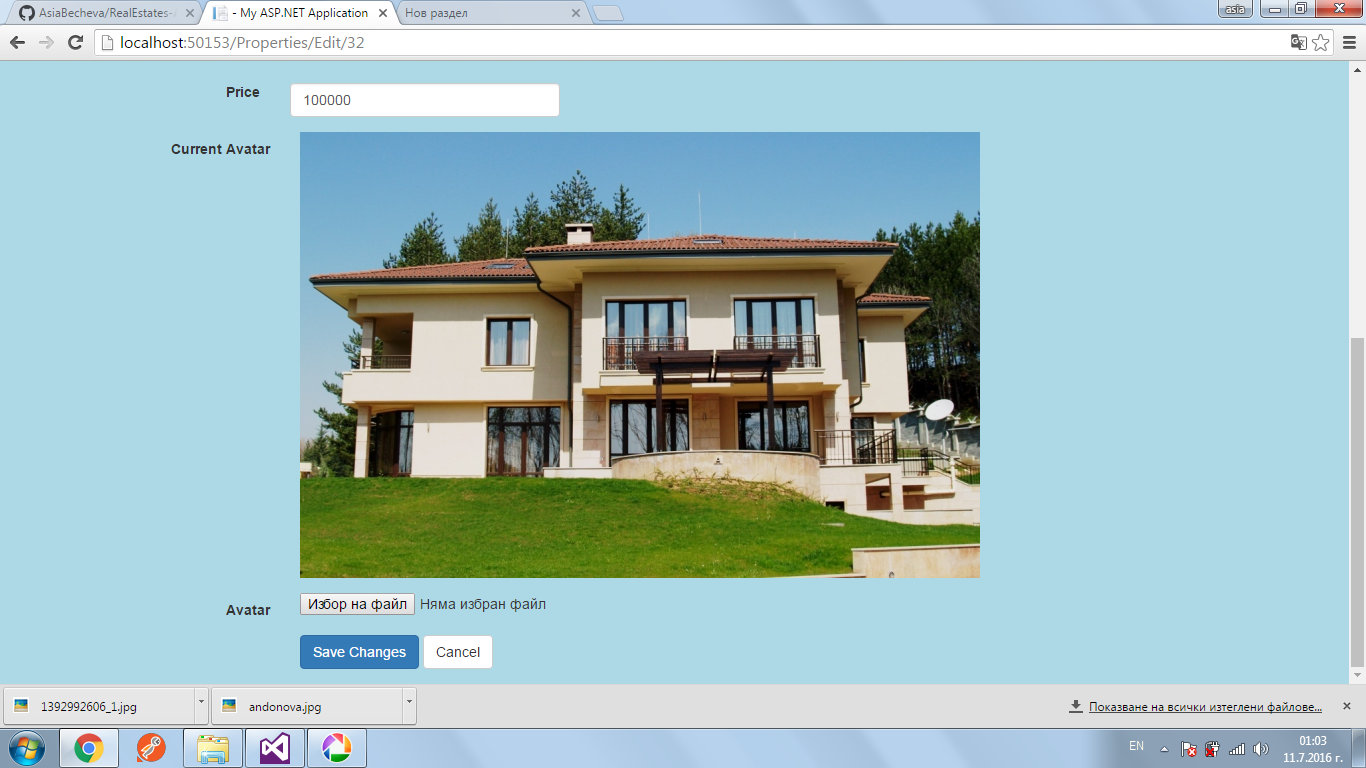 AsiaBecheva/RealEstates-A
- My ASP.NET Application
Нов раздел
asia
localhost:50153/Properties/Edit/32
Price
100000
Current Avatar
Avatar
Избор на файл Няма избран файл
Save Changes
Cancel
1392992606_1.jpg
andonova.jpg
Показване на всички изтеглени файлове...
EN
01:03
11.7.2016 г.